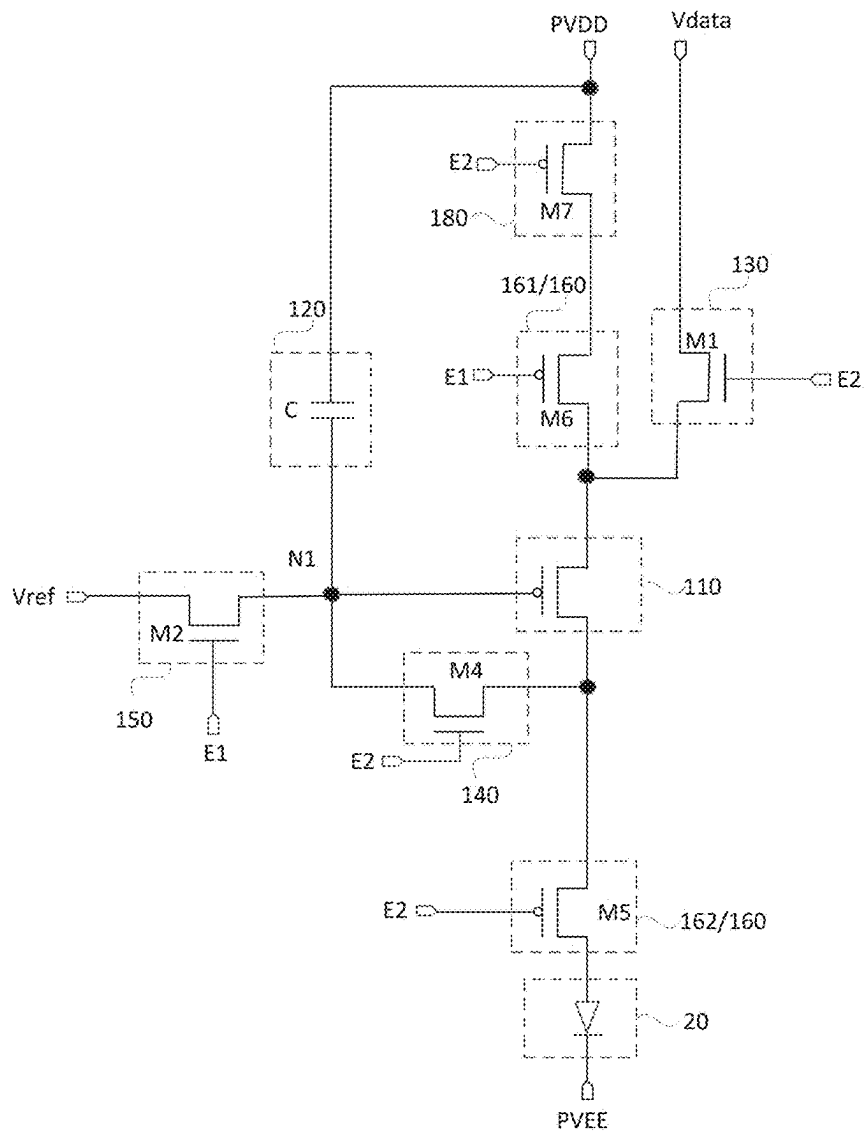 PVDD
Vdata
E2
M7
180
161/160
130
120
M1
E1
E2
C
M6
N1
Vref
110
M2
M4
150
E1
E2
140
E2
M5
162/160
20
PVEE